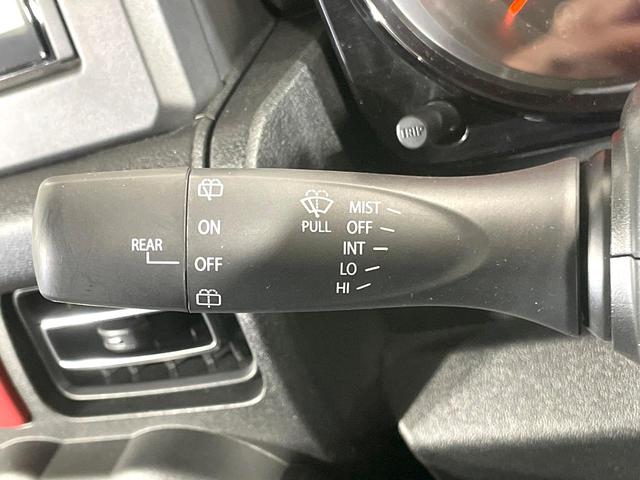 TRIP
REAR
ON
OFF
PULL
MIST
OFF
INT
LO
HI